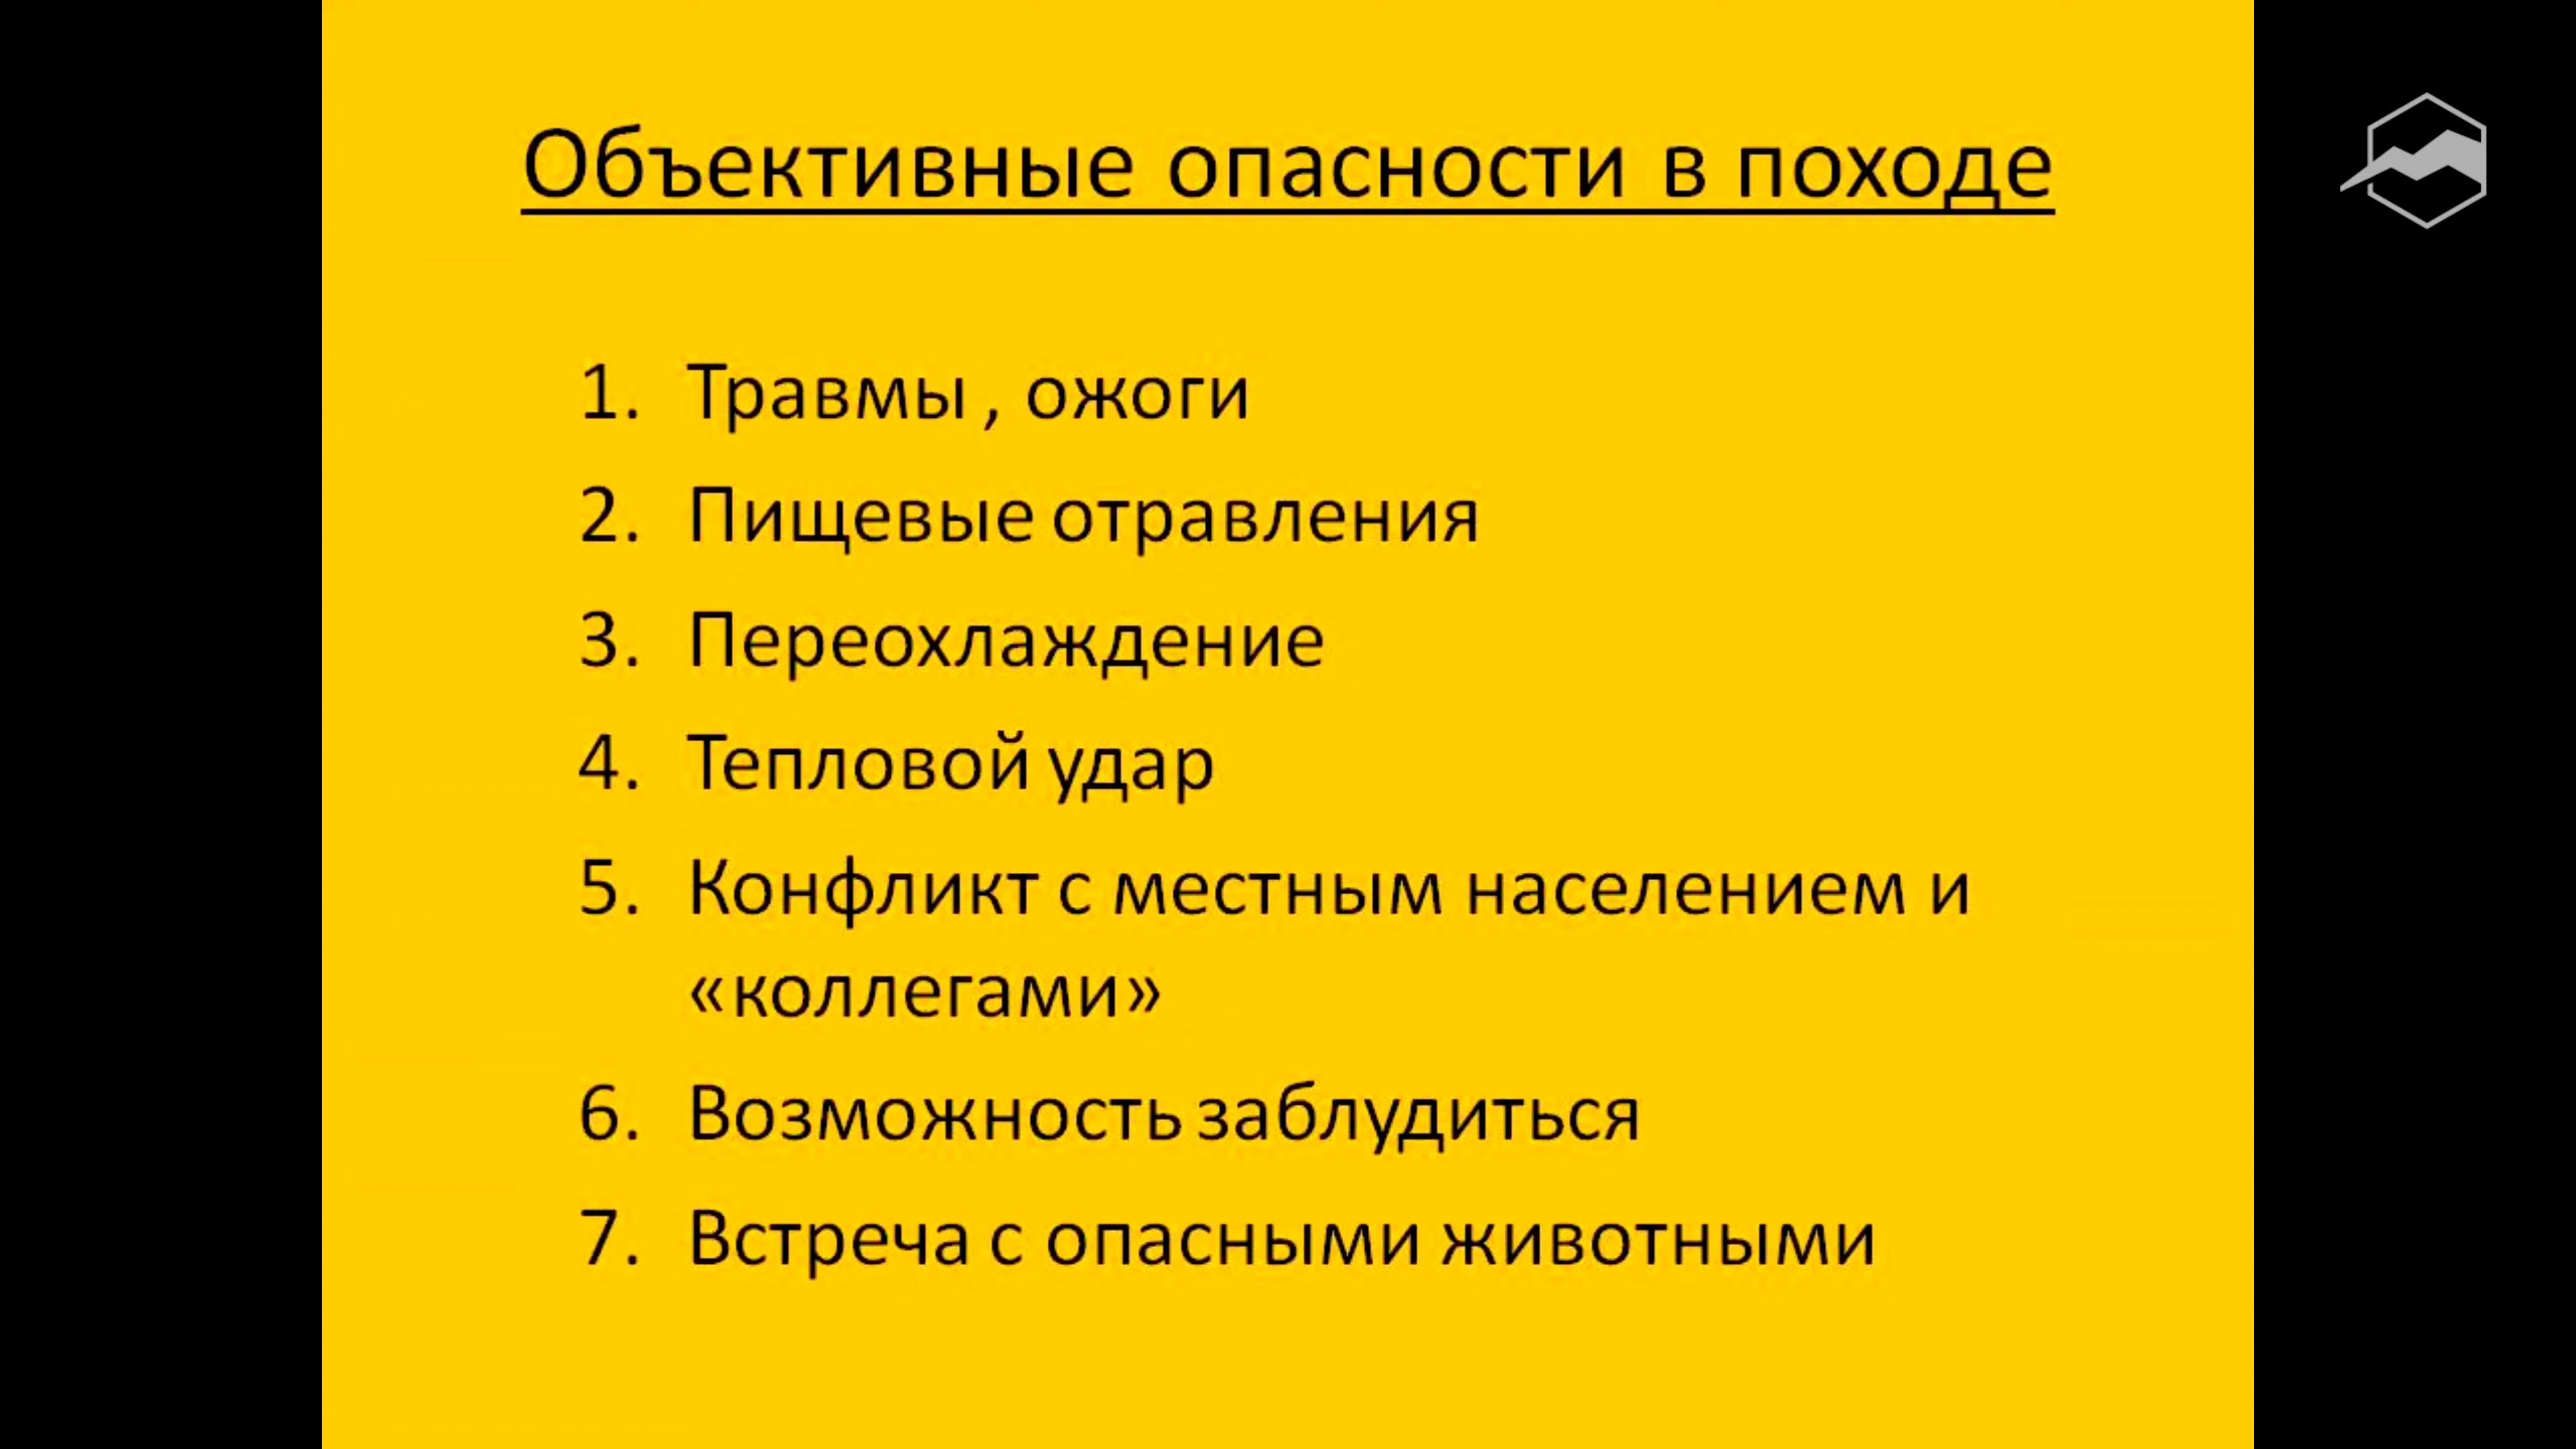 Объективные опасности в походе
1. Травмы , ожоги
2. Пищевые отравления
3. Переохлаждение
4. Тепловой удар
5. Конфликт с местным населением и
«коллегами»
6. Возможность заблудиться
7. Встреча с опасными животными